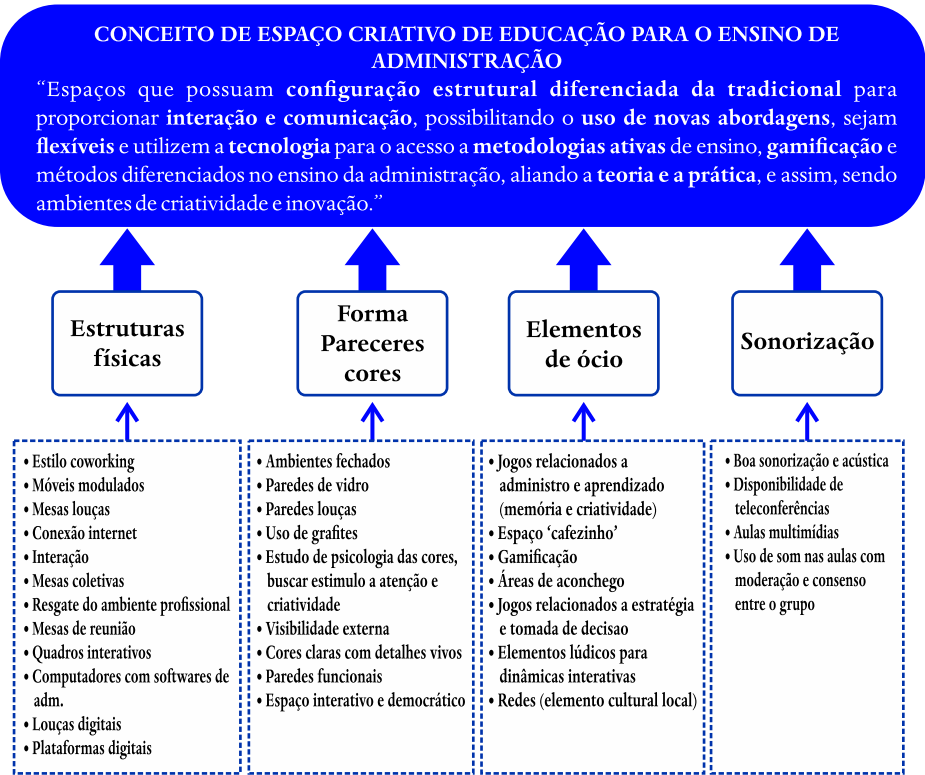 CONCEITO DE ESPAÇO CRIATIVO DE EDUCAÇÃO PARA O ENSINO DE
ADMINISTRAÇÃO
“Espaços que possuam configuração estrutural diferenciada da tradicional para
proporcionar interação e comunicação, possibilitando o uso de novas abordagens, sejam
flexíveis e utilizem a tecnologia para o acesso a metodologias ativas de ensino, gamificação e
métodos diferenciados no ensino da administração, aliando a teoria e a prática, e assim, sendo
ambientes de criatividade e inovação.”
Estruturas
físicas
Forma
Pareceres
cores
Elementos
de ócio
Sonorização
• Estilo coworking
• Móveis modulados
• Mesas louças
• Conexão internet
• Interação
• Mesas coletivas
• Resgate do ambiente profissional
• Mesas de reunião
• Quadros interativos
• Computadores com softwares de
adm.
• Louças digitais
• Plataformas digitais
• Ambientes fechados
• Paredes de vidro
• Paredes louças
• Uso de grafites
• Estudo de psicologia das cores,
buscar estimulo a atenção e
criatividade
• Visibilidade externa
• Cores claras com detalhes vivos
• Paredes funcionais
• Espaço interativo e democrático
• Jogos relacionados a
administro e aprendizado
(memória e criatividade)
• Espaço ‘cafezinho’
• Gamificação
• Áreas de aconchego
• Jogos relacionados a estratégia
e tomada de decisao
• Elementos lúdicos para
dinâmicas interativas
• Redes (elemento cultural local)
• Boa sonorização e acústica
• Disponibilidade de
teleconferências
• Aulas multimídias
• Uso de som nas aulas com
moderação e consenso
entre o grupo